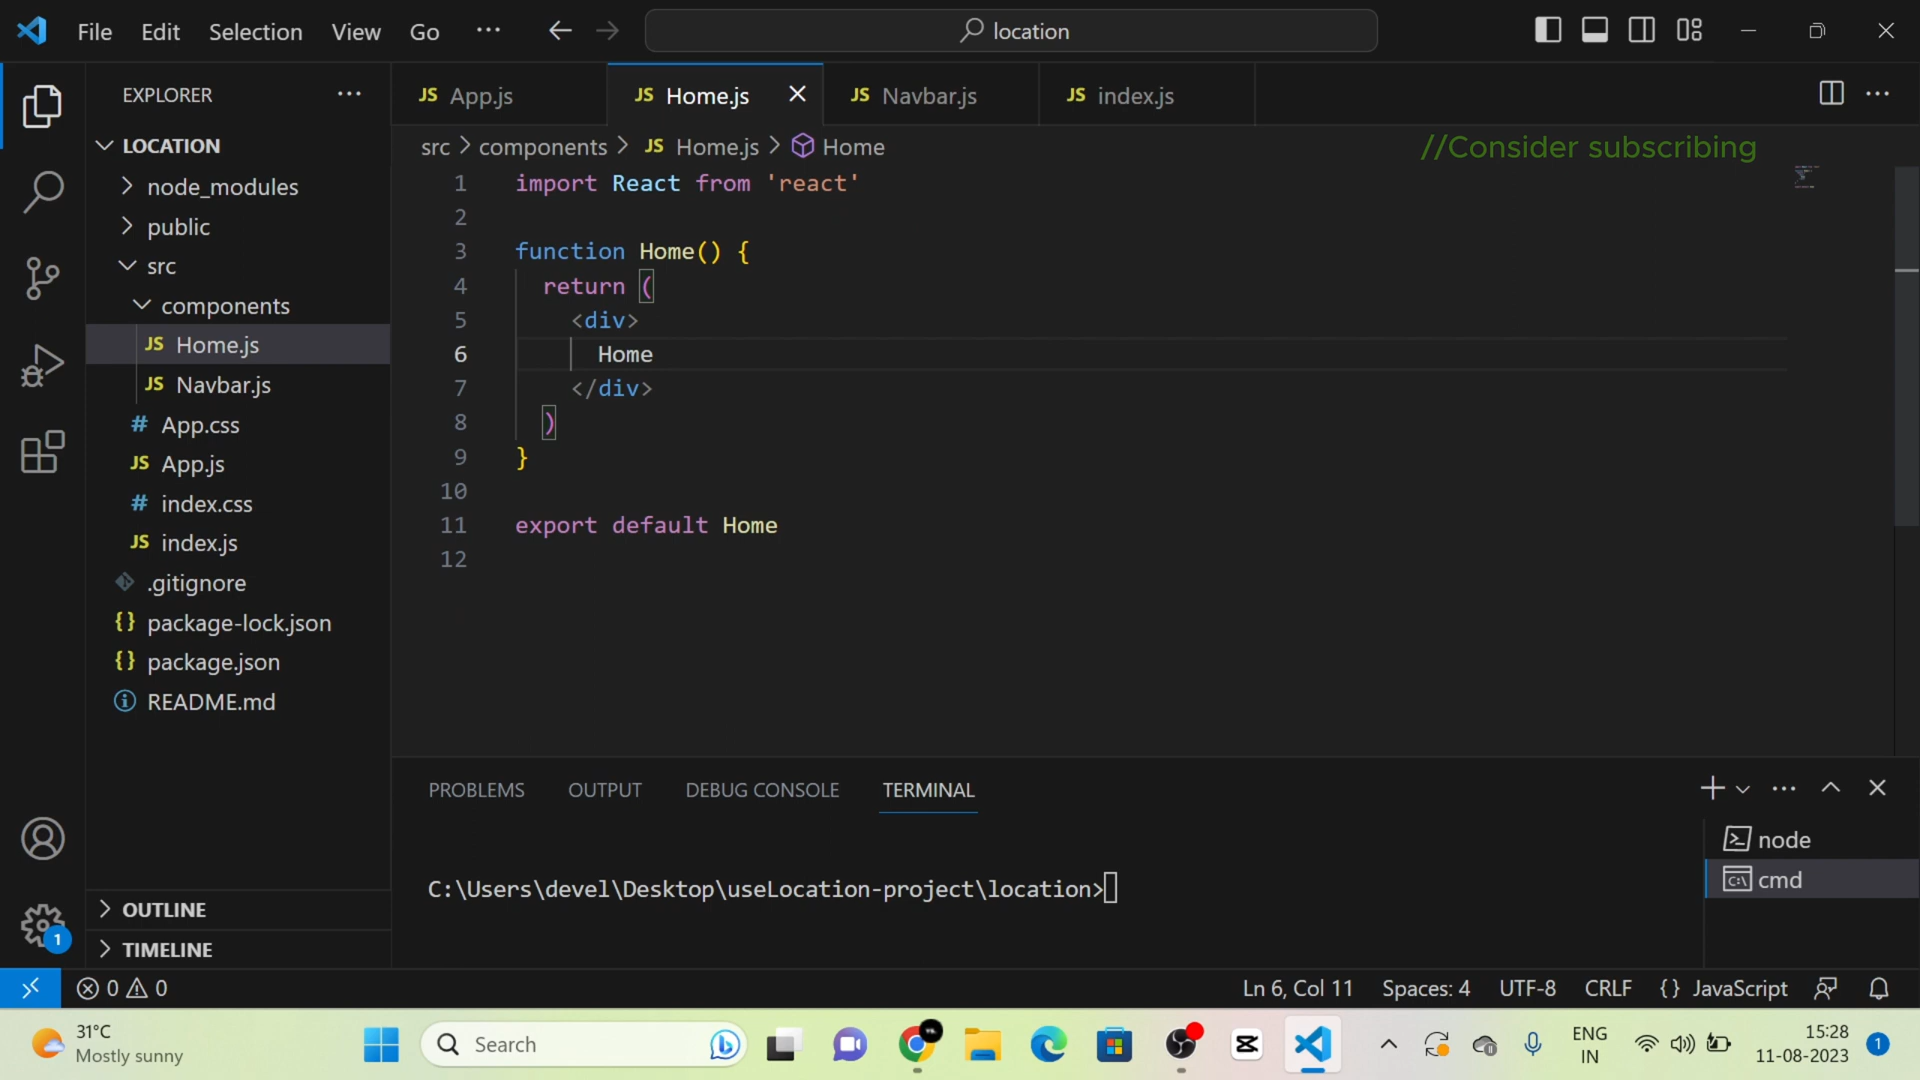 File Edit Selection View Go ··· location
EXPLORER ···
LOCATION
node_modules
public
src
components
JS Home.js
JS Navbar.js
# App.css
JS App.js
# index.css
JS index.js
.gitignore
{} package-lock.json
{} package.json
README.md
OUTLINE
TIMELINE
JS App.js JS Home.js JS Navbar.js JS index.js
src > components > JS Home.js > Home
//Consider subscribing
1 import React from 'react'
2
3 function Home() {
4 return (
5 <div>
6 Home
7 </div>
8 )
9 }
10
11 export default Home
12
PROBLEMS OUTPUT DEBUG CONSOLE TERMINAL
C:\Users\devel\Desktop\useLocation-project\location>
node
cmd
1
0 0 Ln 6, Col 11 Spaces: 4 UTF-8 CRLF {} JavaScript
31°C
Mostly sunny
Search
ENG
IN
15:28
11-08-2023
1